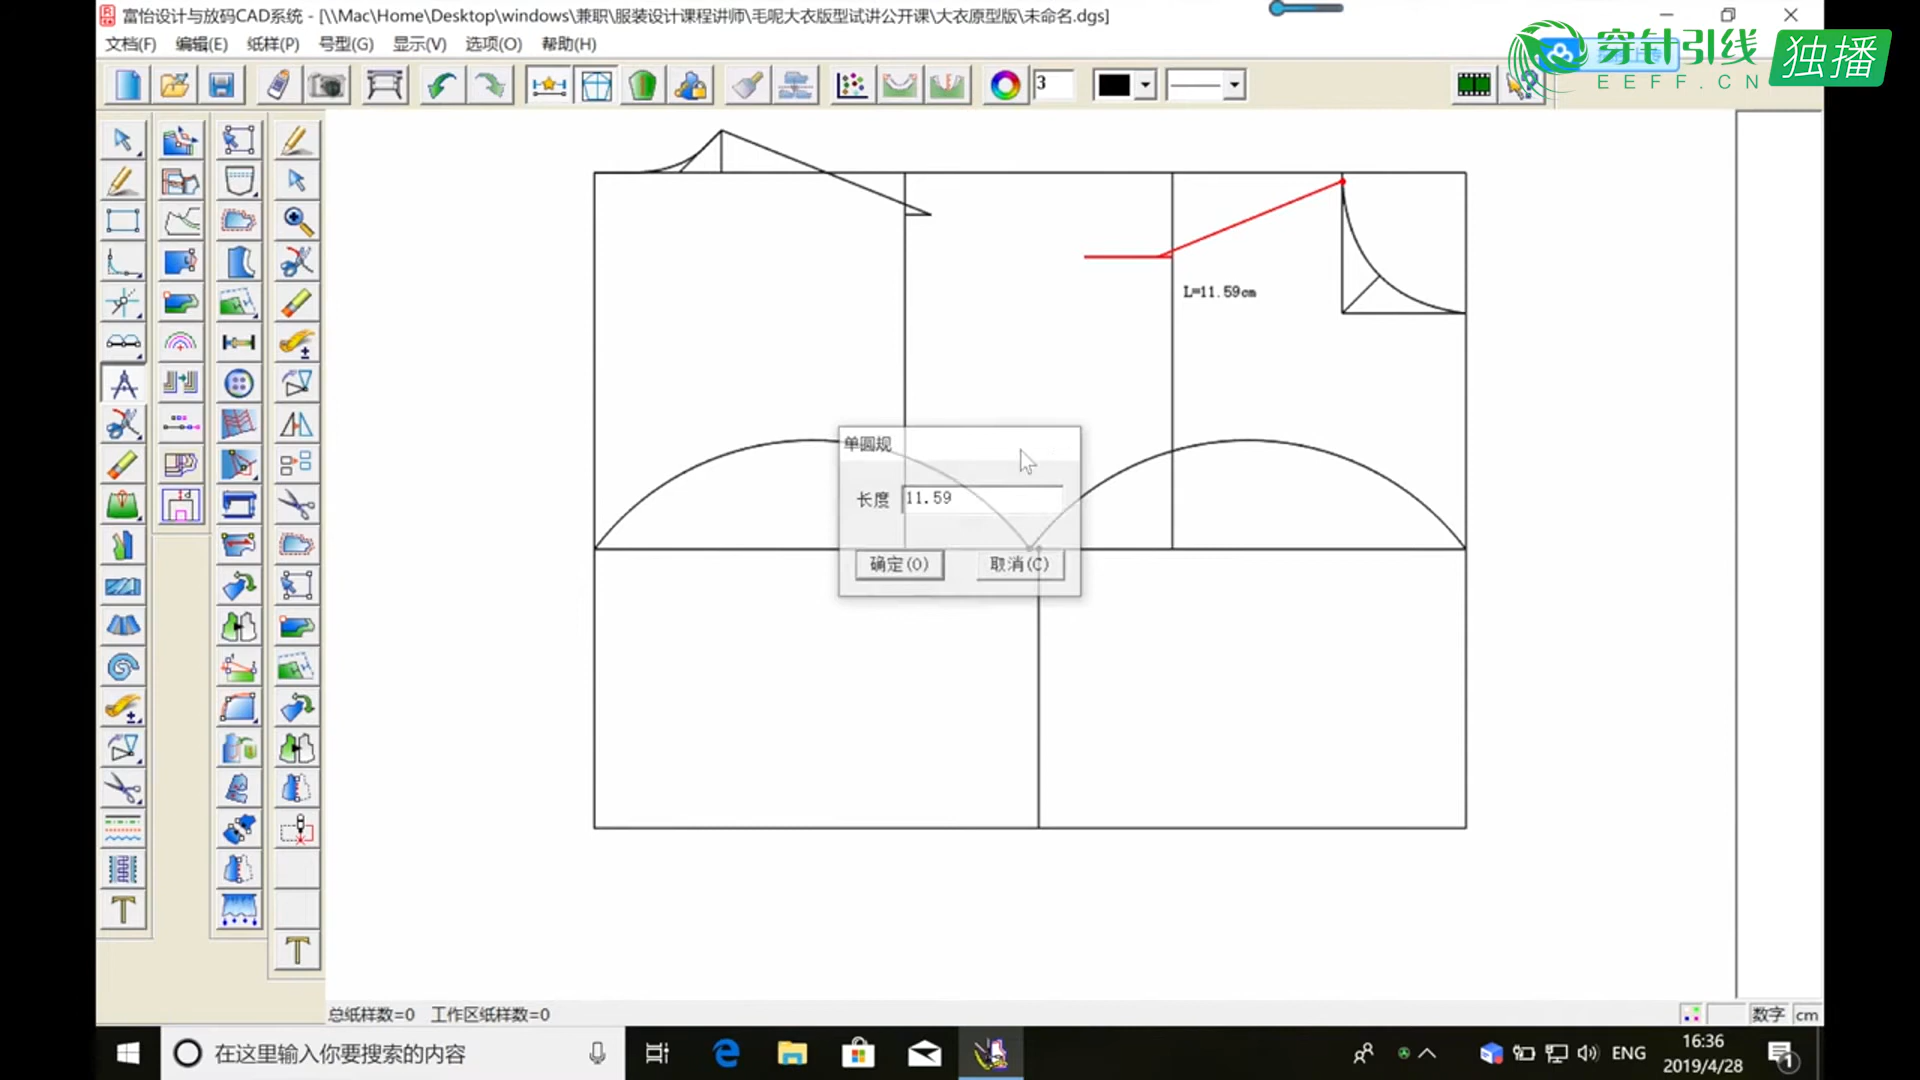 富怡设计与放码CAD系统 - [\\Mac\Home\Desktop\windows\兼职\服装设计课程讲师\毛呢大衣版型试讲公开课\大衣原型版\未命名.dgs]
文档(F) 编辑(E) 纸样(P) 号型(G) 显示(V) 选项(O) 帮助(H)
穿针引线
EEFF.CN
独播
3
L=11.59cm
单圆规
长度 11.59
确定(O) 取消(C)
总纸样数=0 工作区纸样数=0
数字 cm
在这里输入你要搜索的内容
ENG
16:36
2019/4/28
1